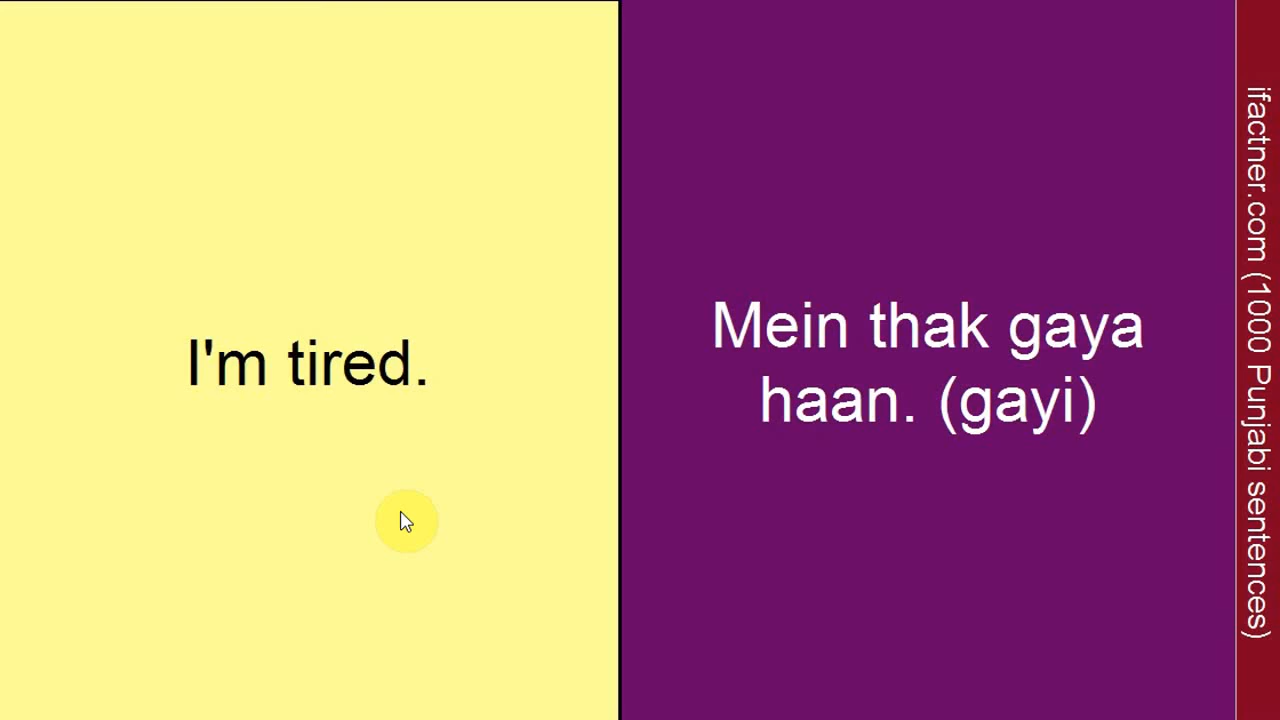 I'm tired.
Mein thak gaya
haan. (gayi)
ifactner.com (1000 Punjabi sentences)